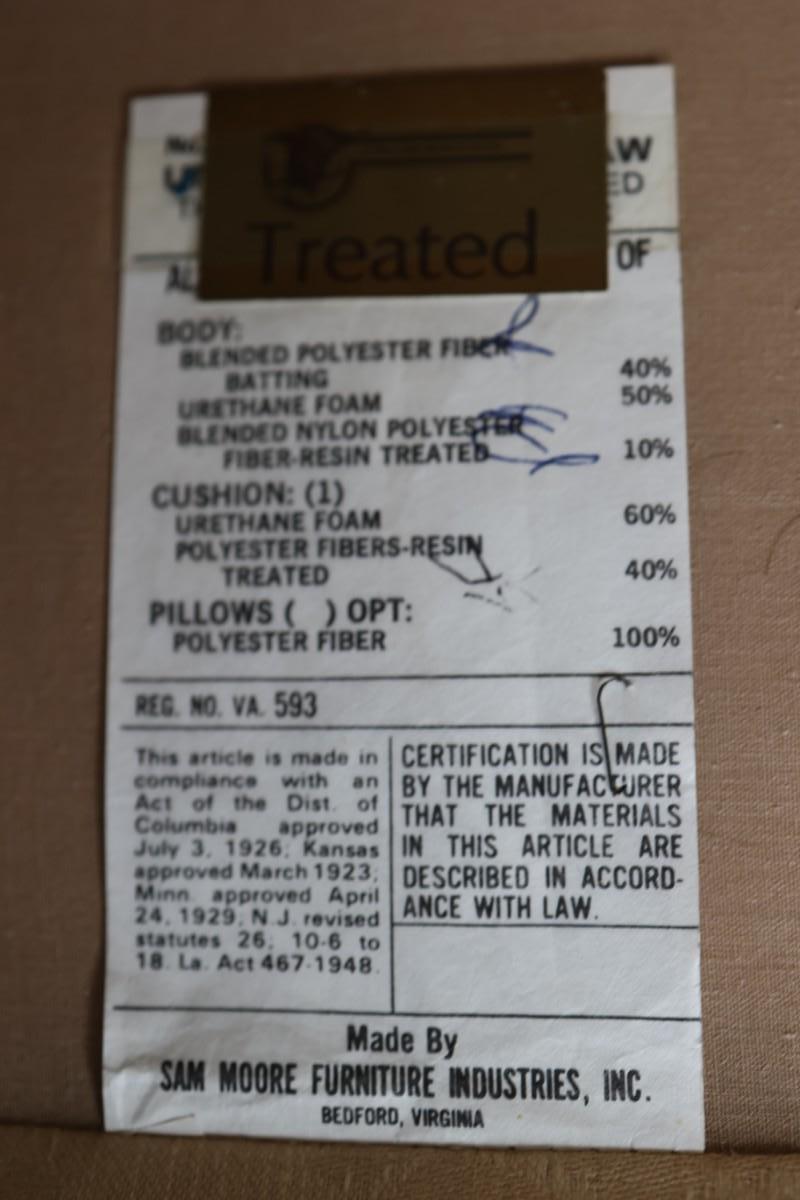 AW
ED
Treated
OF
BODY:
BLENDED POLYESTER FIBER
BATTING 40%
URETHANE FOAM 50%
BLENDED NYLON POLYESTER
FIBER-RESIN TREATED 10%
CUSHION: (1)
URETHANE FOAM 60%
POLYESTER FIBERS-RESIN
TREATED 40%
PILLOWS ( ) OPT:
POLYESTER FIBER 100%
REG. NO. VA. 593
This article is made in
compliance with an
Act of the Dist. of
Columbia approved
July 3, 1926; Kansas
approved March 1923;
Minn. approved April
24, 1929; N.J. revised
statutes 26; 10-6 to
18. La. Act 467-1948.
CERTIFICATION IS MADE
BY THE MANUFACTURER
THAT THE MATERIALS
IN THIS ARTICLE ARE
DESCRIBED IN ACCORD-
ANCE WITH LAW.
Made By
SAM MOORE FURNITURE INDUSTRIES, INC.
BEDFORD, VIRGINIA